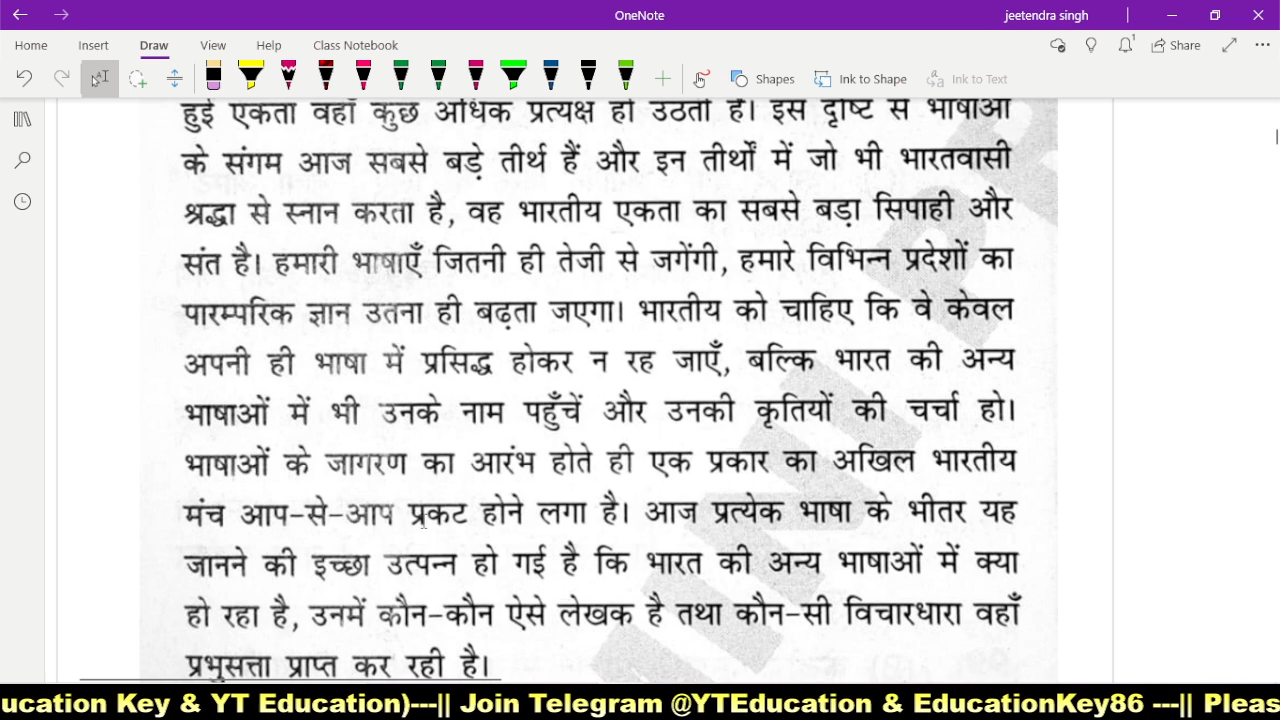 OneNote
jeetendra singh
Home Insert Draw View Help Class Notebook
Share
Shapes Ink to Shape Ink to Text
हुई एकता वहाँ कुछ अधिक प्रत्यक्ष हो उठती है। इस दृष्टि से भाषाओं
के संगम आज सबसे बड़े तीर्थ हैं और इन तीर्थों में जो भी भारतवासी
श्रद्धा से स्नान करता है, वह भारतीय एकता का सबसे बड़ा सिपाही और
संत है। हमारी भाषाएँ जितनी ही तेजी से जगेंगी, हमारे विभिन्न प्रदेशों का
पारम्परिक ज्ञान उतना ही बढ़ता जाएगा। भारतीय को चाहिए कि वे केवल
अपनी ही भाषा में प्रसिद्ध होकर न रह जाएँ, बल्कि भारत की अन्य
भाषाओं में भी उनके नाम पहुँचें और उनकी कृतियों की चर्चा हो।
भाषाओं के जागरण का आरंभ होते ही एक प्रकार का अखिल भारतीय
मंच आप-से-आप प्रकट होने लगा है। आज प्रत्येक भाषा के भीतर यह
जानने की इच्छा उत्पन्न हो गई है कि भारत की अन्य भाषाओं में क्या
हो रहा है, उनमें कौन-कौन ऐसे लेखक है तथा कौन-सी विचारधारा वहाँ
प्रभुसत्ता प्राप्त कर रही है।
ucation Key & YT Education)---|| Join Telegram @YTEducation & EducationKey86 ---|| Pleas